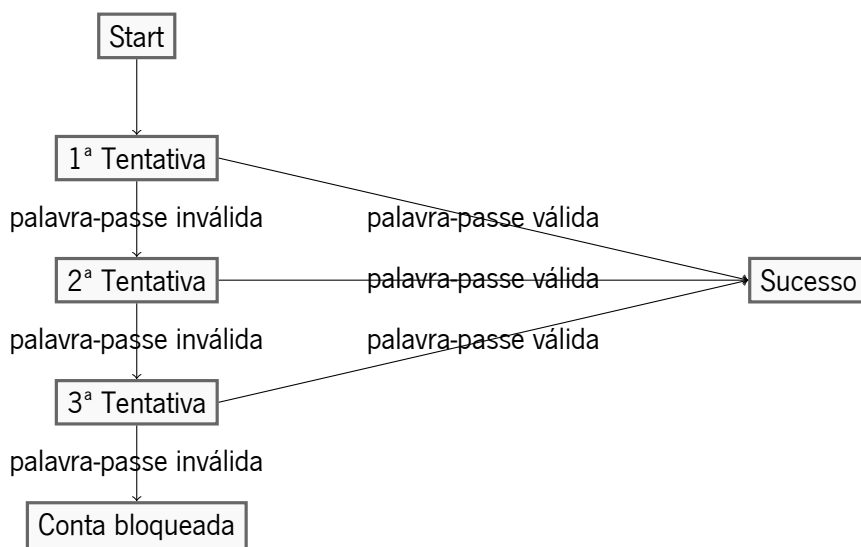 Start
1ª Tentativa
palavra-passe inválida
palavra-passe válida
2ª Tentativa
palavra-passe válida
Sucesso
palavra-passe inválida
palavra-passe válida
3ª Tentativa
palavra-passe inválida
Conta bloqueada